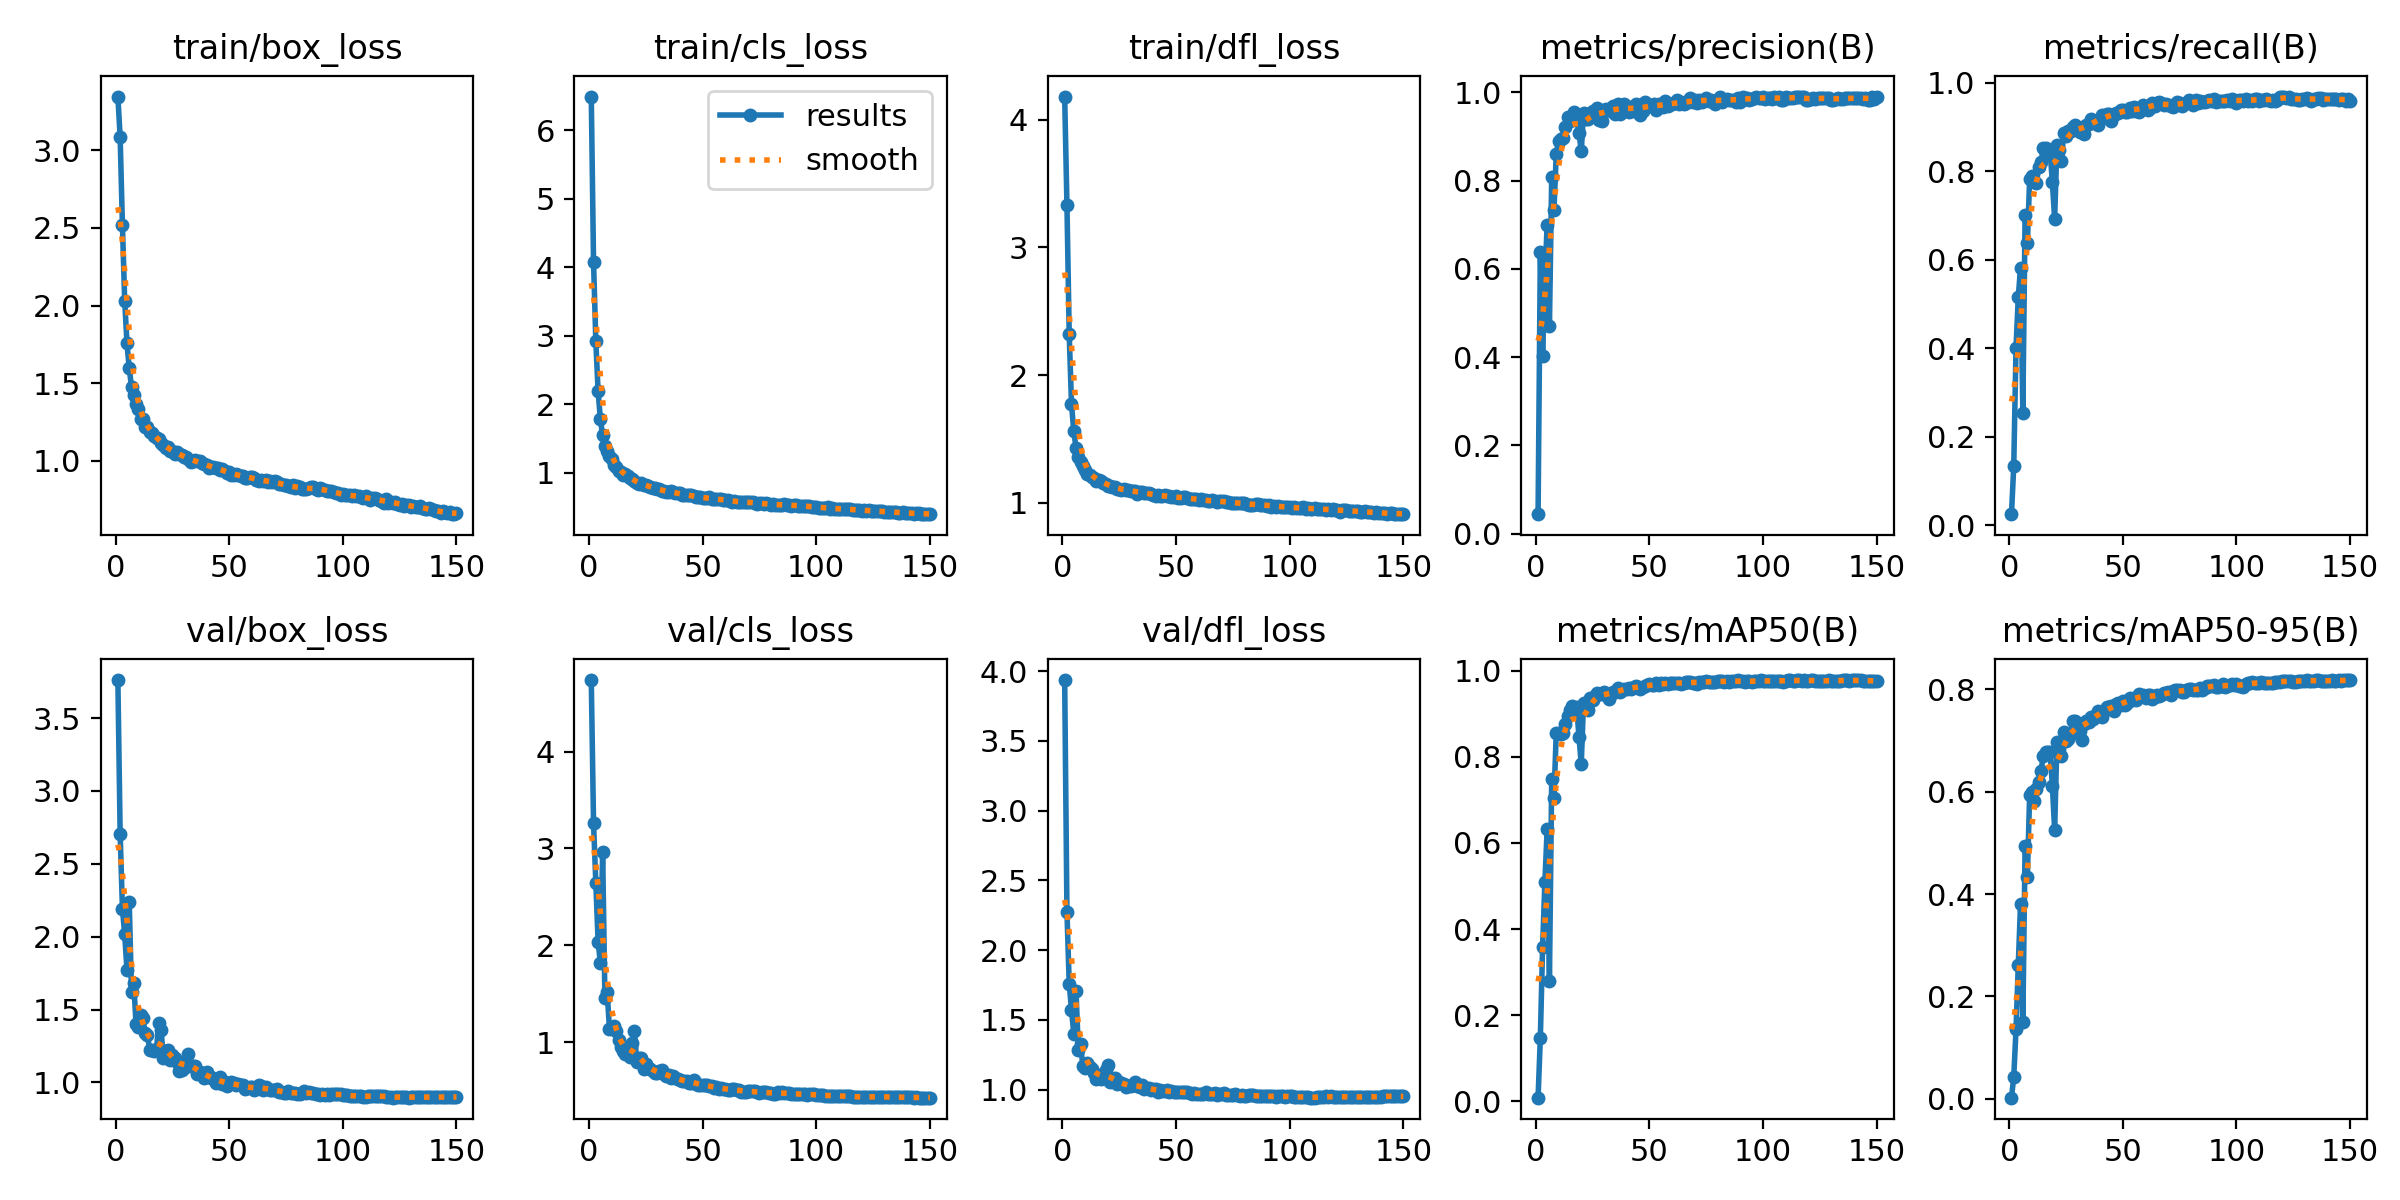 train/box_loss
3.0
2.5
2.0
1.5
1.0
0 50 100 150
train/cls_loss
results
smooth
6
5
4
3
2
1
0 50 100 150
train/dfl_loss
4
3
2
1
0 50 100 150
metrics/precision(B)
1.0
0.8
0.6
0.4
0.2
0.0
0 50 100 150
metrics/recall(B)
1.0
0.8
0.6
0.4
0.2
0.0
0 50 100 150
val/box_loss
3.5
3.0
2.5
2.0
1.5
1.0
0 50 100 150
val/cls_loss
4
3
2
1
0 50 100 150
val/dfl_loss
4.0
3.5
3.0
2.5
2.0
1.5
1.0
0 50 100 150
metrics/mAP50(B)
1.0
0.8
0.6
0.4
0.2
0.0
0 50 100 150
metrics/mAP50-95(B)
0.8
0.6
0.4
0.2
0.0
0 50 100 150